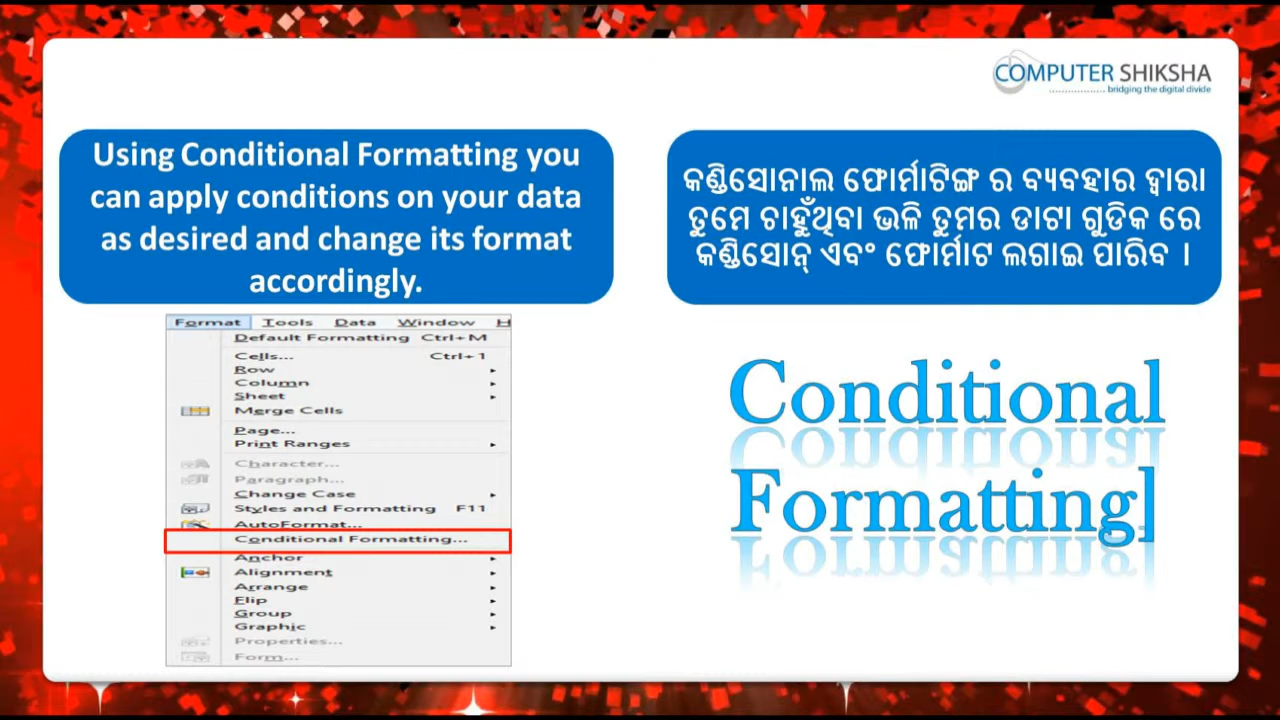 COMPUTER SHIKSHA
bridging the digital divide
Using Conditional Formatting you
can apply conditions on your data
as desired and change its format
accordingly.
କଣ୍ଡିସୋନାଲ ଫୋର୍ମାଟିଙ୍ଗ ର ବ୍ୟବହାର ଦ୍ୱାରା
ତୁମେ ଚାହୁଁଥିବା ଭଳି ତୁମର ଡାଟା ଗୁଡିକ ରେ
କଣ୍ଡିସୋନ୍ ଏବଂ ଫୋର୍ମାଟ ଲଗାଇ ପାରିବ ।
Format Tools Data Window H
Default Formatting Ctrl+M
Cells... Ctrl+1
Row
Column
Sheet
Merge Cells
Page...
Print Ranges
Character...
Paragraph...
Change Case
Styles and Formatting F11
AutoFormat...
Conditional Formatting...
Anchor
Alignment
Arrange
Flip
Group
Graphic
Properties...
Form...
Conditional
Formatting]